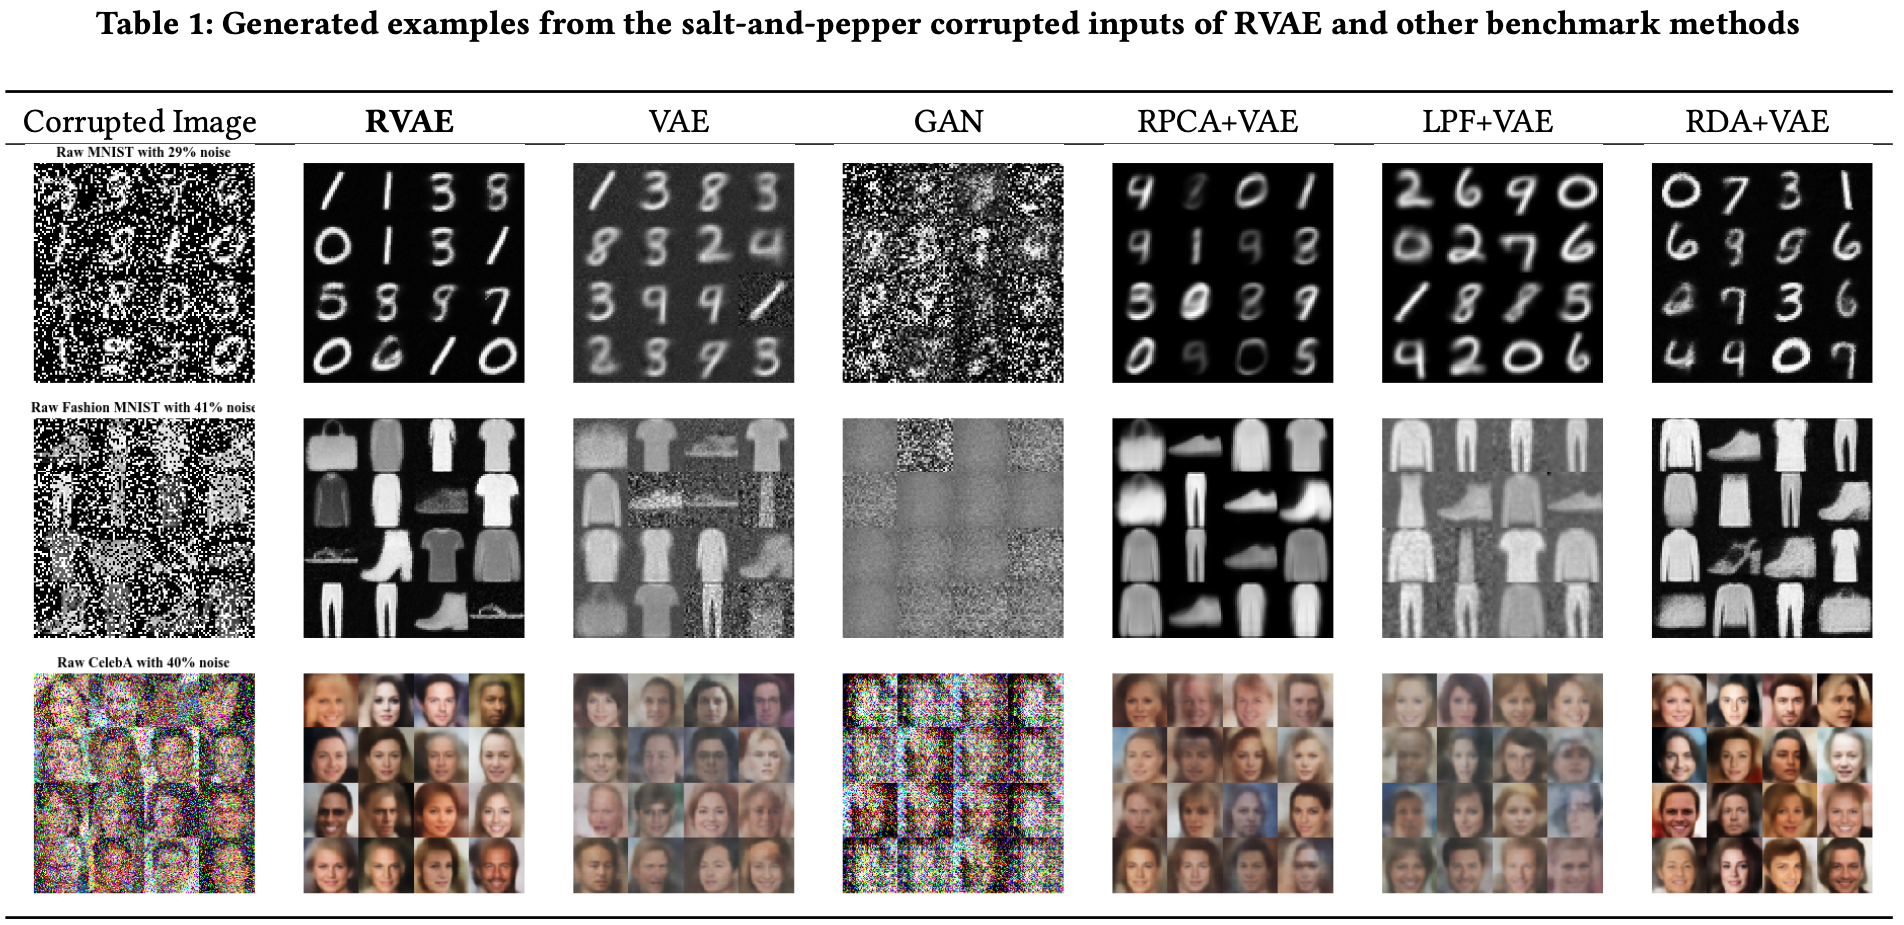 Table 1: Generated examples from the salt-and-pepper corrupted inputs of RVAE and other benchmark methods
Corrupted Image RVAE VAE GAN RPCA+VAE LPF+VAE RDA+VAE
Raw MNIST with 29% noise
Raw Fashion MNIST with 41% noise
Raw CelebA with 40% noise